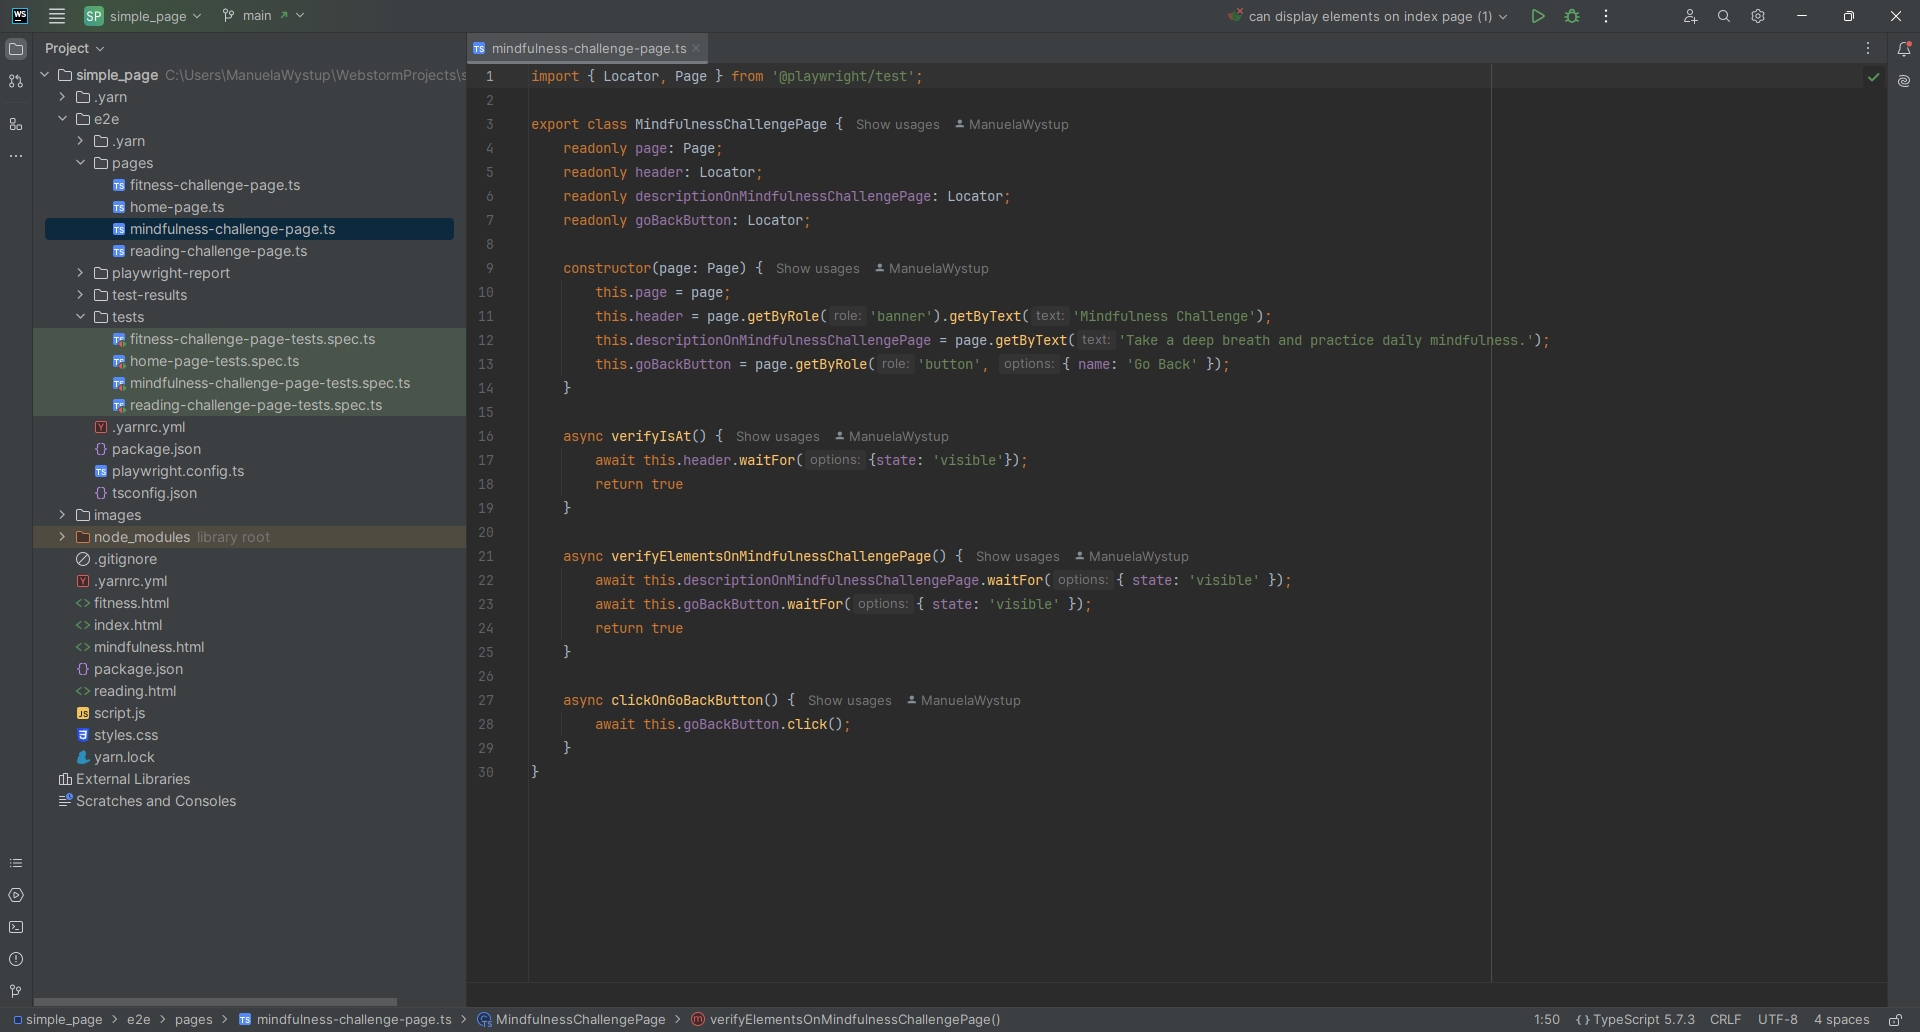 WS SP simple_page main can display elements on index page (1)
Project
mindfulness-challenge-page.ts
simple_page C:\Users\ManuelaWystup\WebstormProjects\s
.yarn
e2e
.yarn
pages
fitness-challenge-page.ts
home-page.ts
mindfulness-challenge-page.ts
reading-challenge-page.ts
playwright-report
test-results
tests
fitness-challenge-page-tests.spec.ts
home-page-tests.spec.ts
mindfulness-challenge-page-tests.spec.ts
reading-challenge-page-tests.spec.ts
.yarnrc.yml
package.json
playwright.config.ts
tsconfig.json
images
node_modules library root
.gitignore
.yarnrc.yml
fitness.html
index.html
mindfulness.html
package.json
reading.html
script.js
styles.css
yarn.lock
External Libraries
Scratches and Consoles
1 import { Locator, Page } from '@playwright/test';
2
3 export class MindfulnessChallengePage { Show usages ManuelaWystup
4 readonly page: Page;
5 readonly header: Locator;
6 readonly descriptionOnMindfulnessChallengePage: Locator;
7 readonly goBackButton: Locator;
8
9 constructor(page: Page) { Show usages ManuelaWystup
10 this.page = page;
11 this.header = page.getByRole( role: 'banner').getByText( text: 'Mindfulness Challenge');
12 this.descriptionOnMindfulnessChallengePage = page.getByText( text: 'Take a deep breath and practice daily mindfulness.');
13 this.goBackButton = page.getByRole( role: 'button', options: { name: 'Go Back' });
14 }
15
16 async verifyIsAt() { Show usages ManuelaWystup
17 await this.header.waitFor( options: {state: 'visible'});
18 return true
19 }
20
21 async verifyElementsOnMindfulnessChallengePage() { Show usages ManuelaWystup
22 await this.descriptionOnMindfulnessChallengePage.waitFor( options: { state: 'visible' });
23 await this.goBackButton.waitFor( options: { state: 'visible' });
24 return true
25 }
26
27 async clickOnGoBackButton() { Show usages ManuelaWystup
28 await this.goBackButton.click();
29 }
30 }
simple_page > e2e > pages > mindfulness-challenge-page.ts > MindfulnessChallengePage > verifyElementsOnMindfulnessChallengePage() 1:50 {} TypeScript 5.7.3 CRLF UTF-8 4 spaces